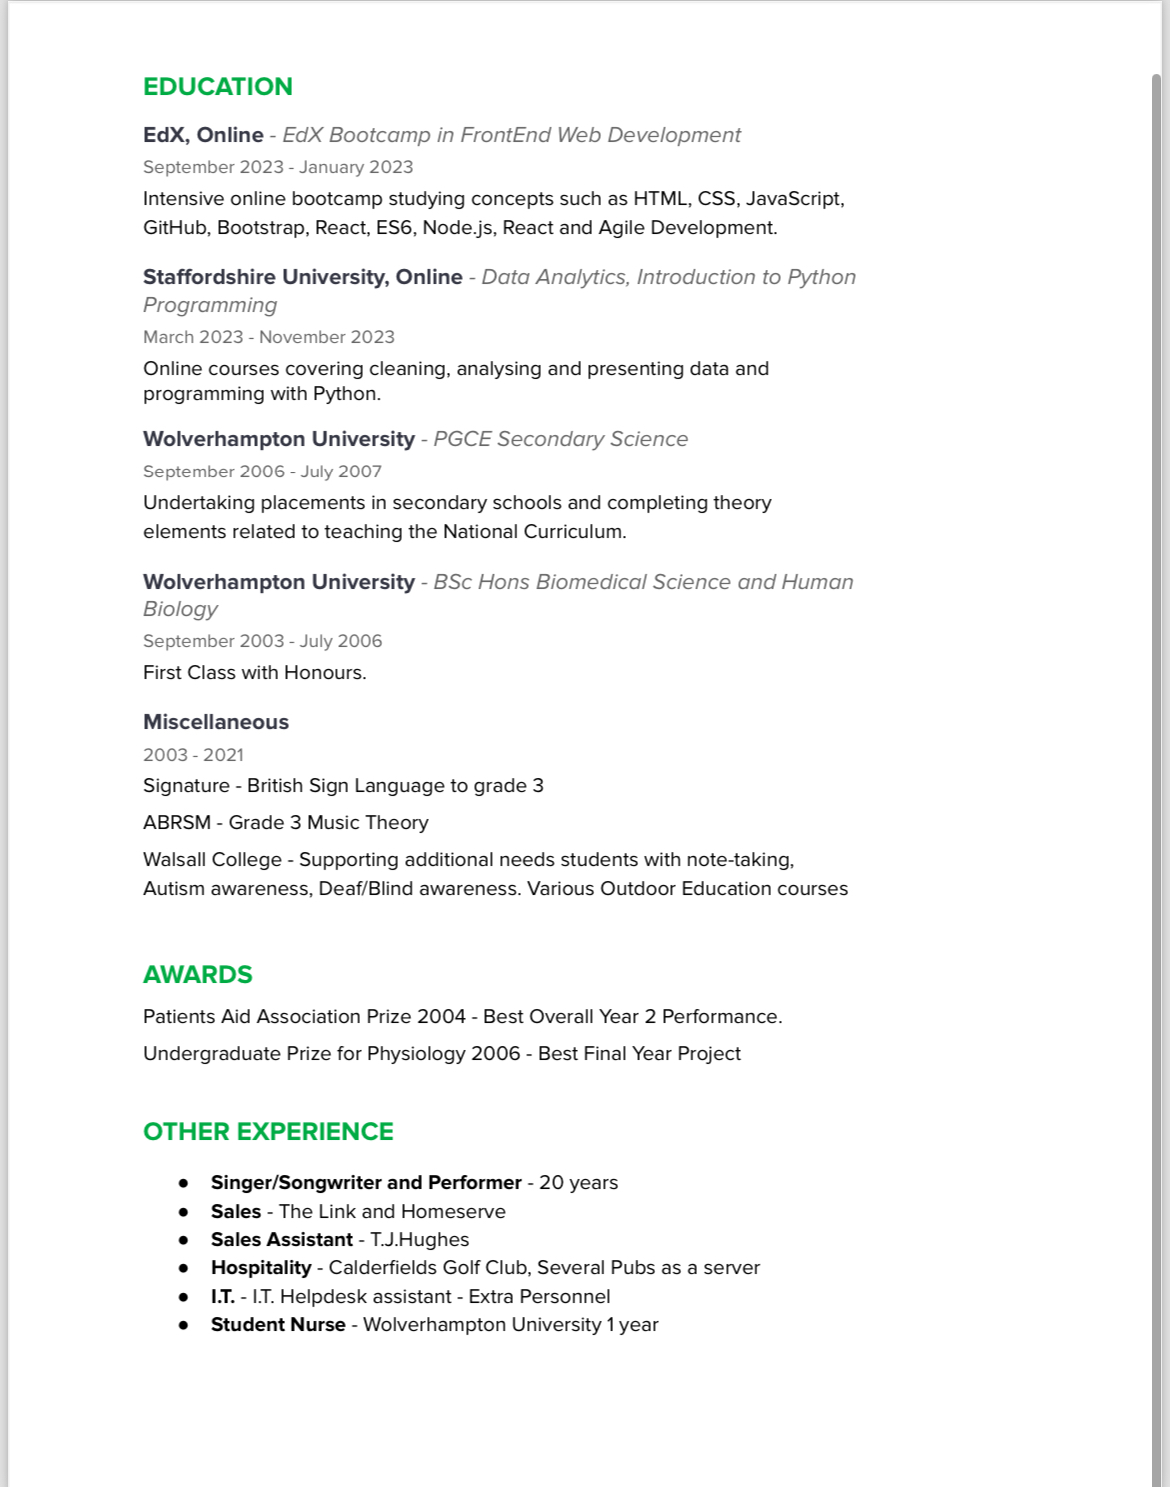 EDUCATION
EdX, Online - EdX Bootcamp in FrontEnd Web Development
September 2023 - January 2023
Intensive online bootcamp studying concepts such as HTML, CSS, JavaScript,
GitHub, Bootstrap, React, ES6, Node.js, React and Agile Development.
Staffordshire University, Online - Data Analytics, Introduction to Python
Programming
March 2023 - November 2023
Online courses covering cleaning, analysing and presenting data and
programming with Python.
Wolverhampton University - PGCE Secondary Science
September 2006 - July 2007
Undertaking placements in secondary schools and completing theory
elements related to teaching the National Curriculum.
Wolverhampton University - BSc Hons Biomedical Science and Human
Biology
September 2003 - July 2006
First Class with Honours.
Miscellaneous
2003 - 2021
Signature - British Sign Language to grade 3
ABRSM - Grade 3 Music Theory
Walsall College - Supporting additional needs students with note-taking,
Autism awareness, Deaf/Blind awareness. Various Outdoor Education courses
AWARDS
Patients Aid Association Prize 2004 - Best Overall Year 2 Performance.
Undergraduate Prize for Physiology 2006 - Best Final Year Project
OTHER EXPERIENCE
● Singer/Songwriter and Performer - 20 years
● Sales - The Link and Homeserve
● Sales Assistant - T.J.Hughes
● Hospitality - Calderfields Golf Club, Several Pubs as a server
● I.T. - I.T. Helpdesk assistant - Extra Personnel
● Student Nurse - Wolverhampton University 1 year